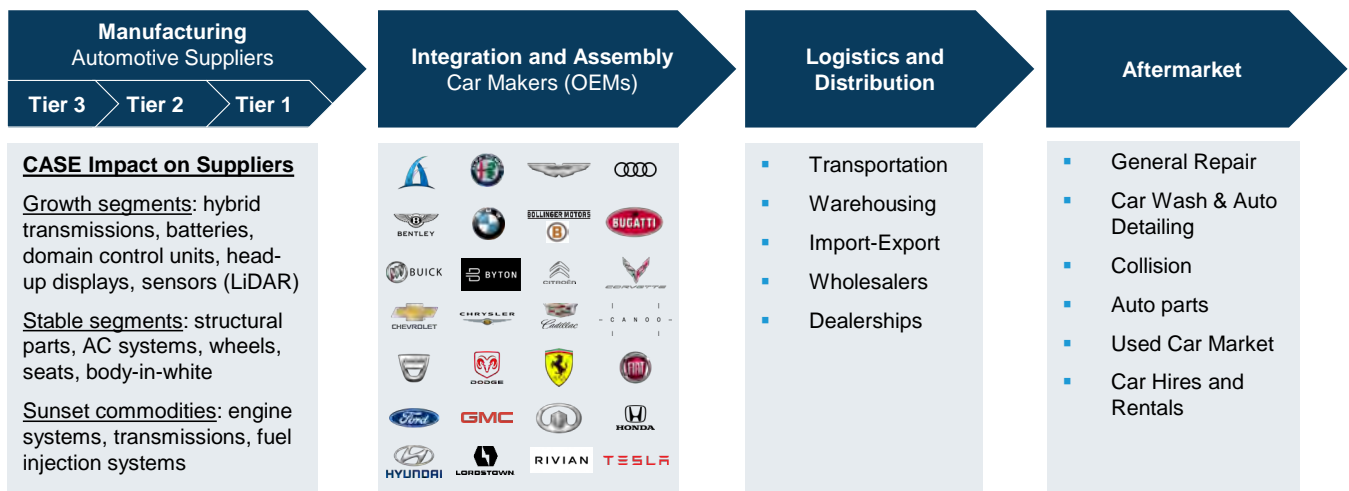 Manufacturing
Automotive Suppliers
Tier 3
Tier 2
Tier 1
CASE Impact on Suppliers
Growth segments: hybrid
transmissions, batteries,
domain control units, head-
up displays, sensors (LiDAR)
Stable segments: structural
parts, AC systems, wheels,
seats, body-in-white
Sunset commodities: engine
systems, transmissions, fuel
injection systems
Integration and Assembly
Car Makers (OEMs)
BENTLEY
BOLLINGER MOTORS
B
BUGATTI
BUICK
BYTON
CITROËN
CORVETTE
CHEVROLET
CHRYSLER
Cadillac
CANOO
DODGE
FIAT
Ford
GMC
HONDA
HYUNDAI
LORDSTOWN
RIVIAN
TESLA
Logistics and
Distribution
Transportation
Warehousing
Import-Export
Wholesalers
Dealerships
Aftermarket
General Repair
Car Wash & Auto
Detailing
Collision
Auto parts
Used Car Market
Car Hires and
Rentals